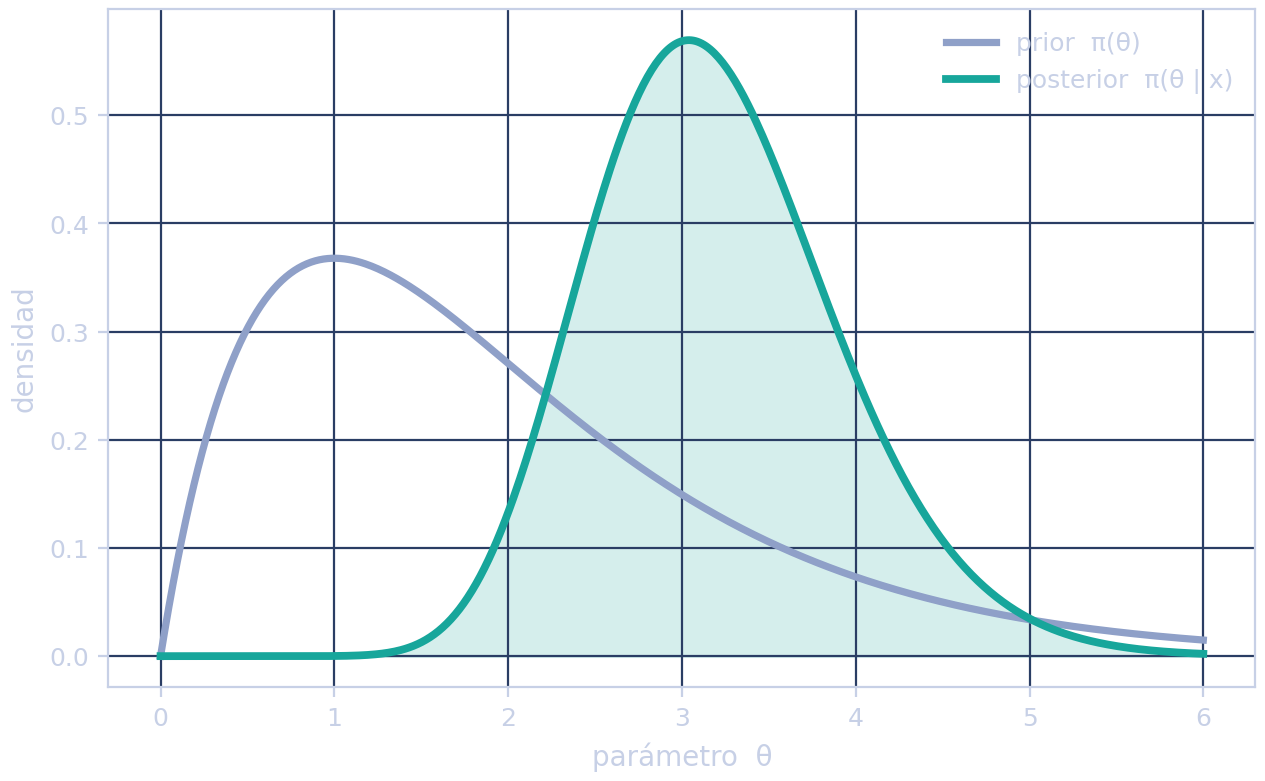 prior π(θ)
posterior π(θ | x)
densidad
0.5
0.4
0.3
0.2
0.1
0.0
0 1 2 3 4 5 6
parámetro θ